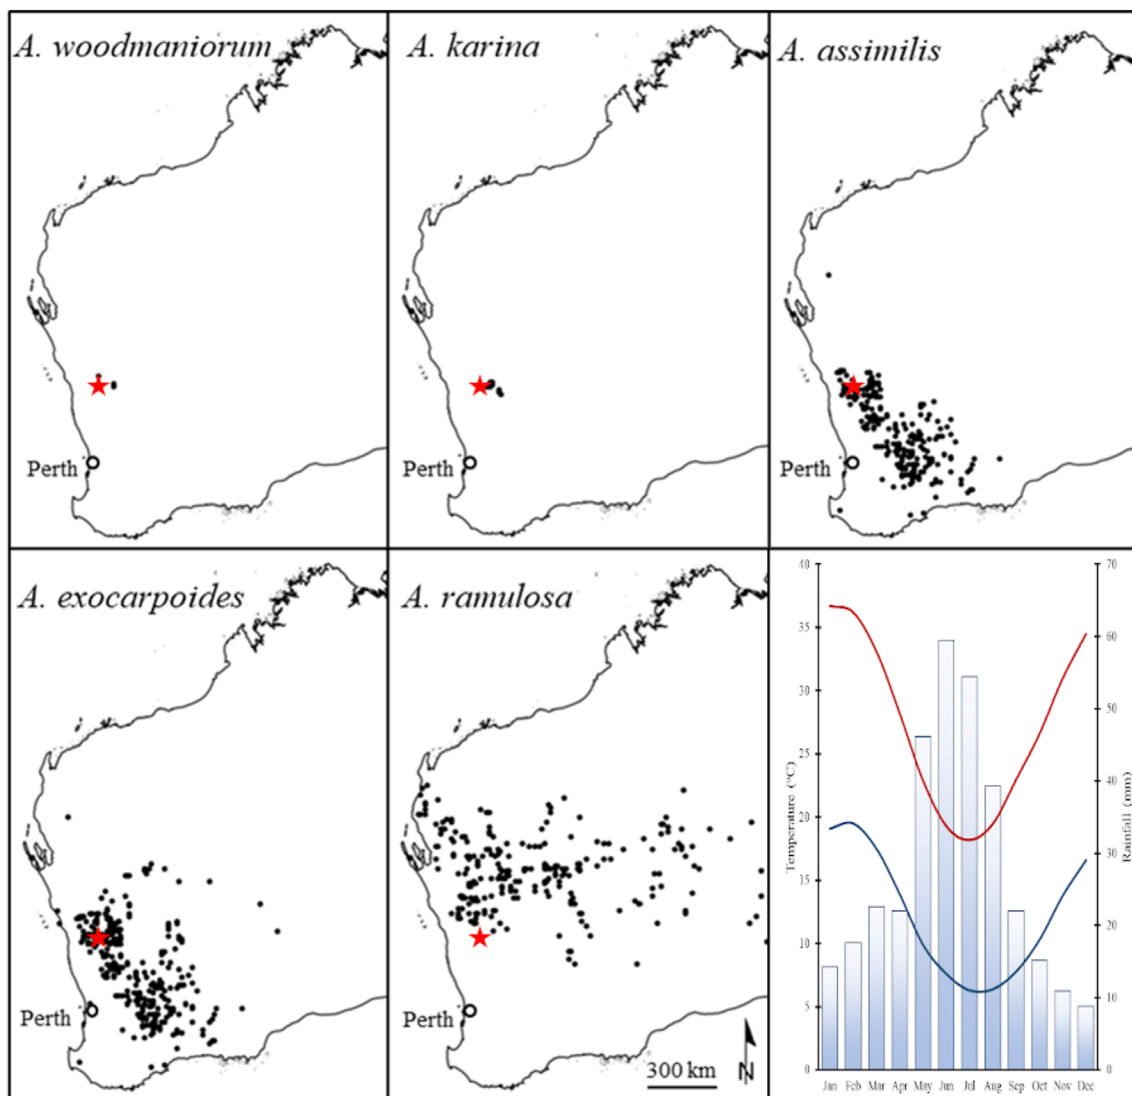 A. woodmaniorum
Perth
A. karina
Perth
A. assimilis
Perth
A. exocarpoides
Perth
A. ramulosa
Perth
300 km
N
40
35
30
25
20
15
10
5
0
Temperature (°C)
70
60
50
40
30
20
10
0
Rainfall (mm)
Jan Feb Mar Apr May Jun Jul Aug Sep Oct Nov Dec